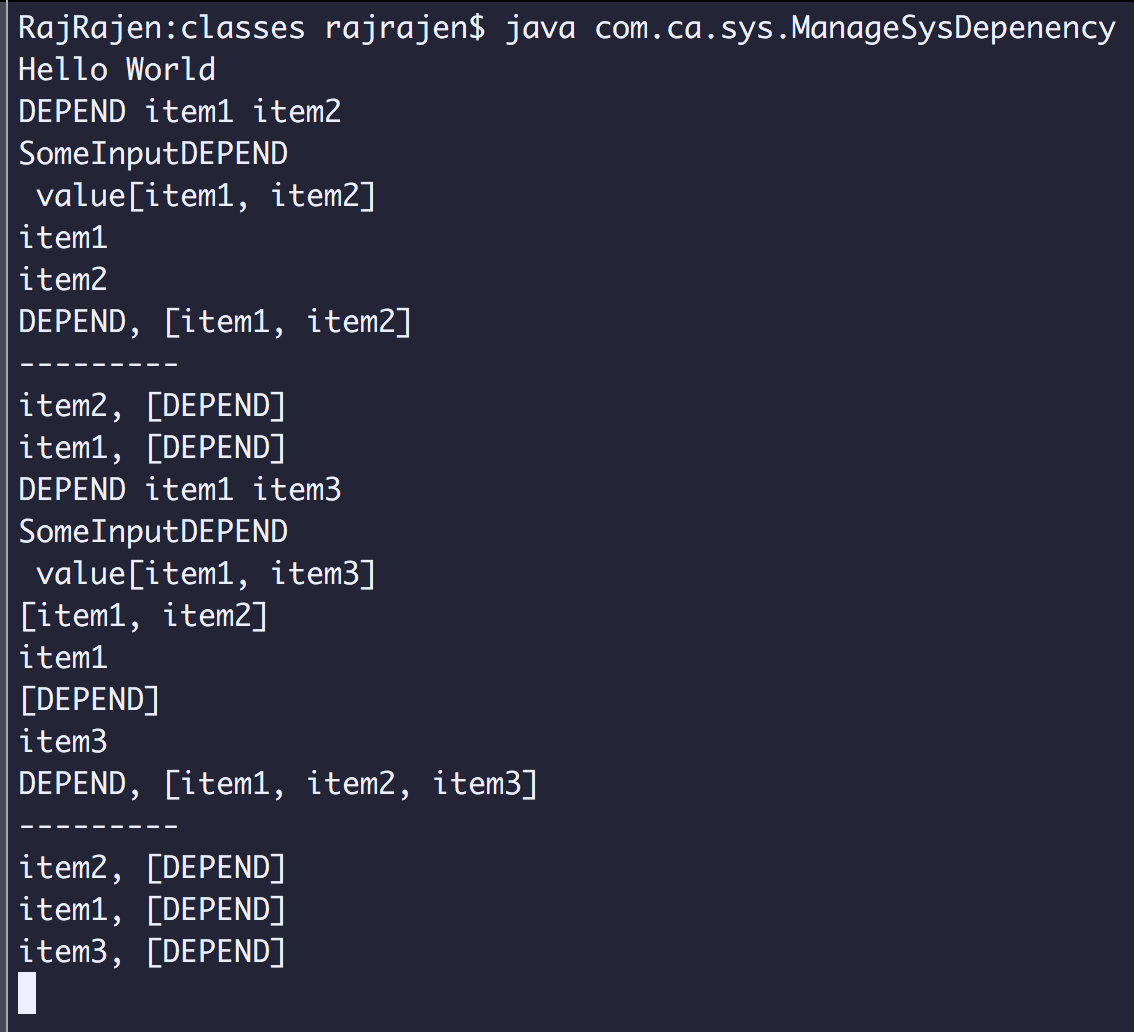 RajRajen:classes rajrajen$ java com.ca.sys.ManageSysDepenency
Hello World
DEPEND item1 item2
SomeInputDEPEND
 value[item1, item2]
item1
item2
DEPEND, [item1, item2]
---------
item2, [DEPEND]
item1, [DEPEND]
DEPEND item1 item3
SomeInputDEPEND
 value[item1, item3]
[item1, item2]
item1
[DEPEND]
item3
DEPEND, [item1, item2, item3]
---------
item2, [DEPEND]
item1, [DEPEND]
item3, [DEPEND]